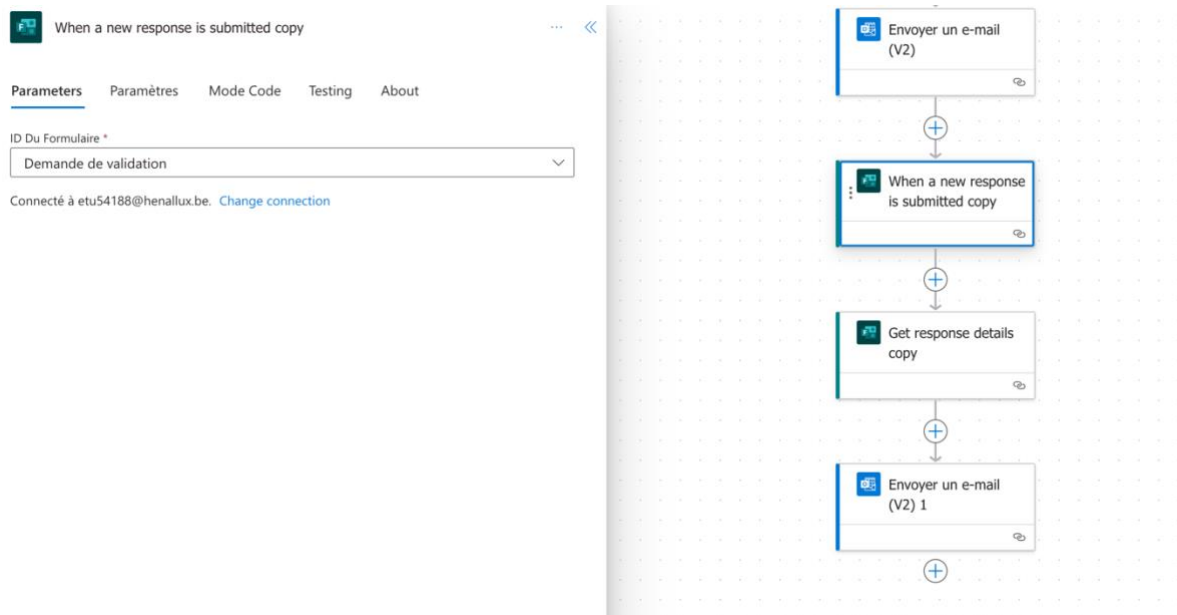 When a new response is submitted copy
Parameters Paramètres Mode Code Testing About
ID Du Formulaire *
Demande de validation
Connecté à etu54188@henallux.be. Change connection
Envoyer un e-mail
(V2)
When a new response
is submitted copy
Get response details
copy
Envoyer un e-mail
(V2) 1